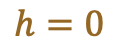 h = 0